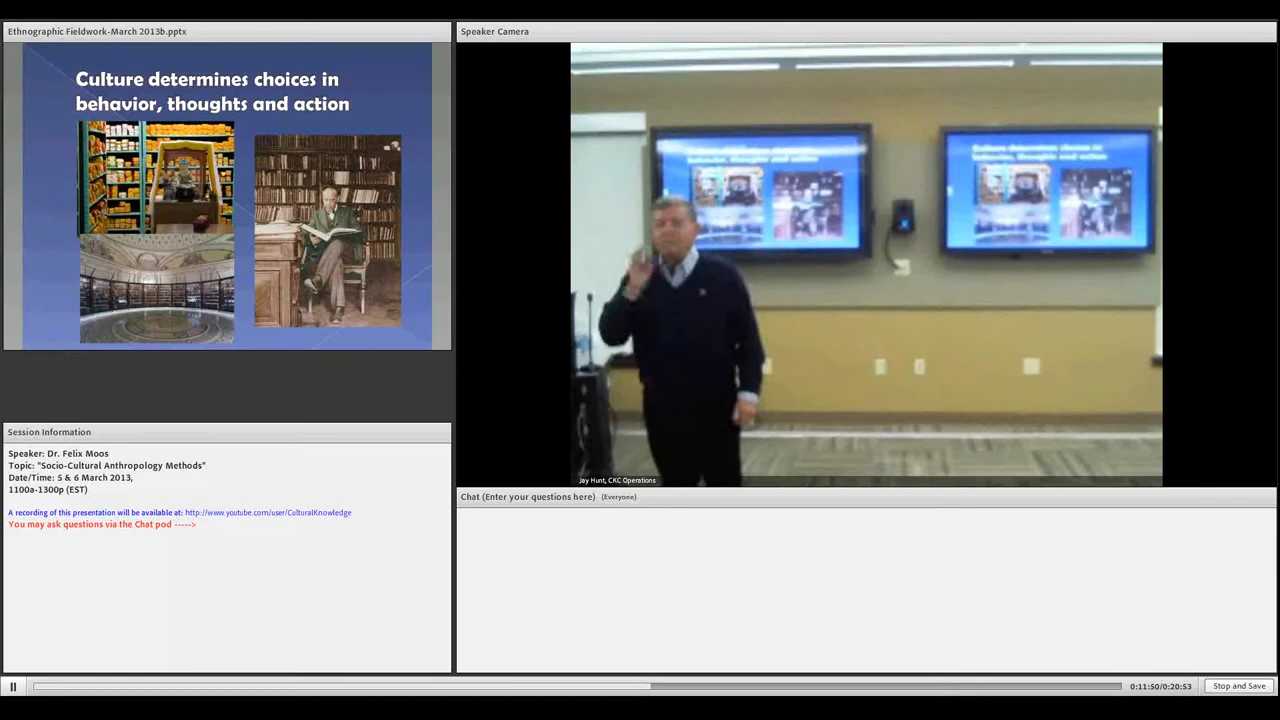 Ethnographic Fieldwork-March 2013b.pptx
Culture determines choices in
behavior, thoughts and action
Speaker Camera
Jay Hunt, CKC Operations
Session Information
Speaker: Dr. Felix Moos
Topic: "Socio-Cultural Anthropology Methods"
Date/Time: 5 & 6 March 2013,
1100a-1300p (EST)
A recording of this presentation will be available at: http://www.youtube.com/user/CulturalKnowledge
You may ask questions via the Chat pod ----->
Chat (Enter your questions here) (Everyone)
0:11:50/0:20:53
Stop and Save